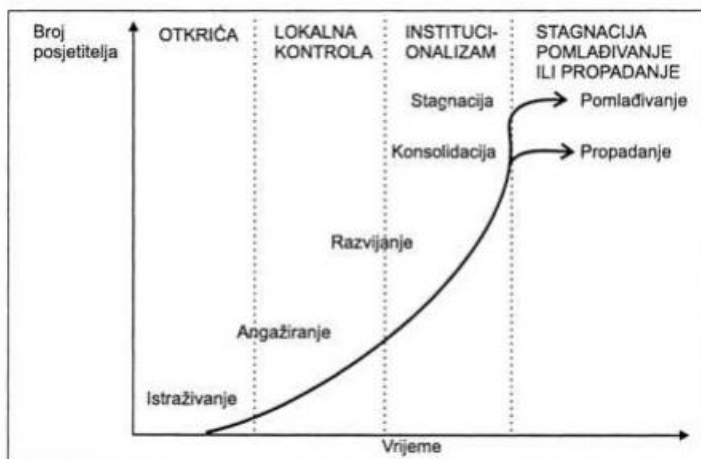 Broj
posjetitelja
OTKRIĆA
LOKALNA
KONTROLA
INSTITUCI-
ONALIZAM
STAGNACIJA
POMLAĐIVANJE
ILI PROPADANJE
Stagnacija
Pomlađivanje
Konsolidacija
Propadanje
Razvijanje
Angažiranje
Istraživanje
Vrijeme